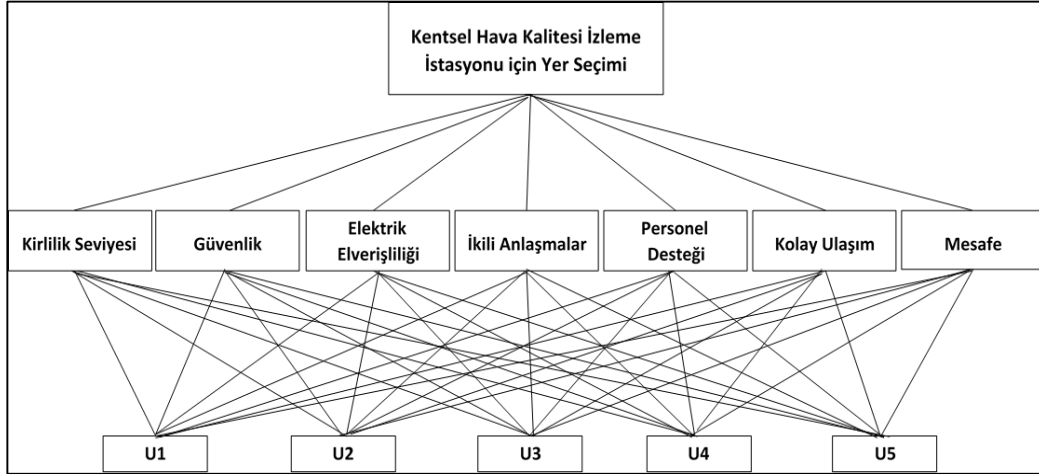 Kentsel Hava Kalitesi İzleme
İstasyonu için Yer Seçimi
Kirlilik Seviyesi
Güvenlik
Elektrik
Elverişliliği
İkili Anlaşmalar
Personel
Desteği
Kolay Ulaşım
Mesafe
U1
U2
U3
U4
U5